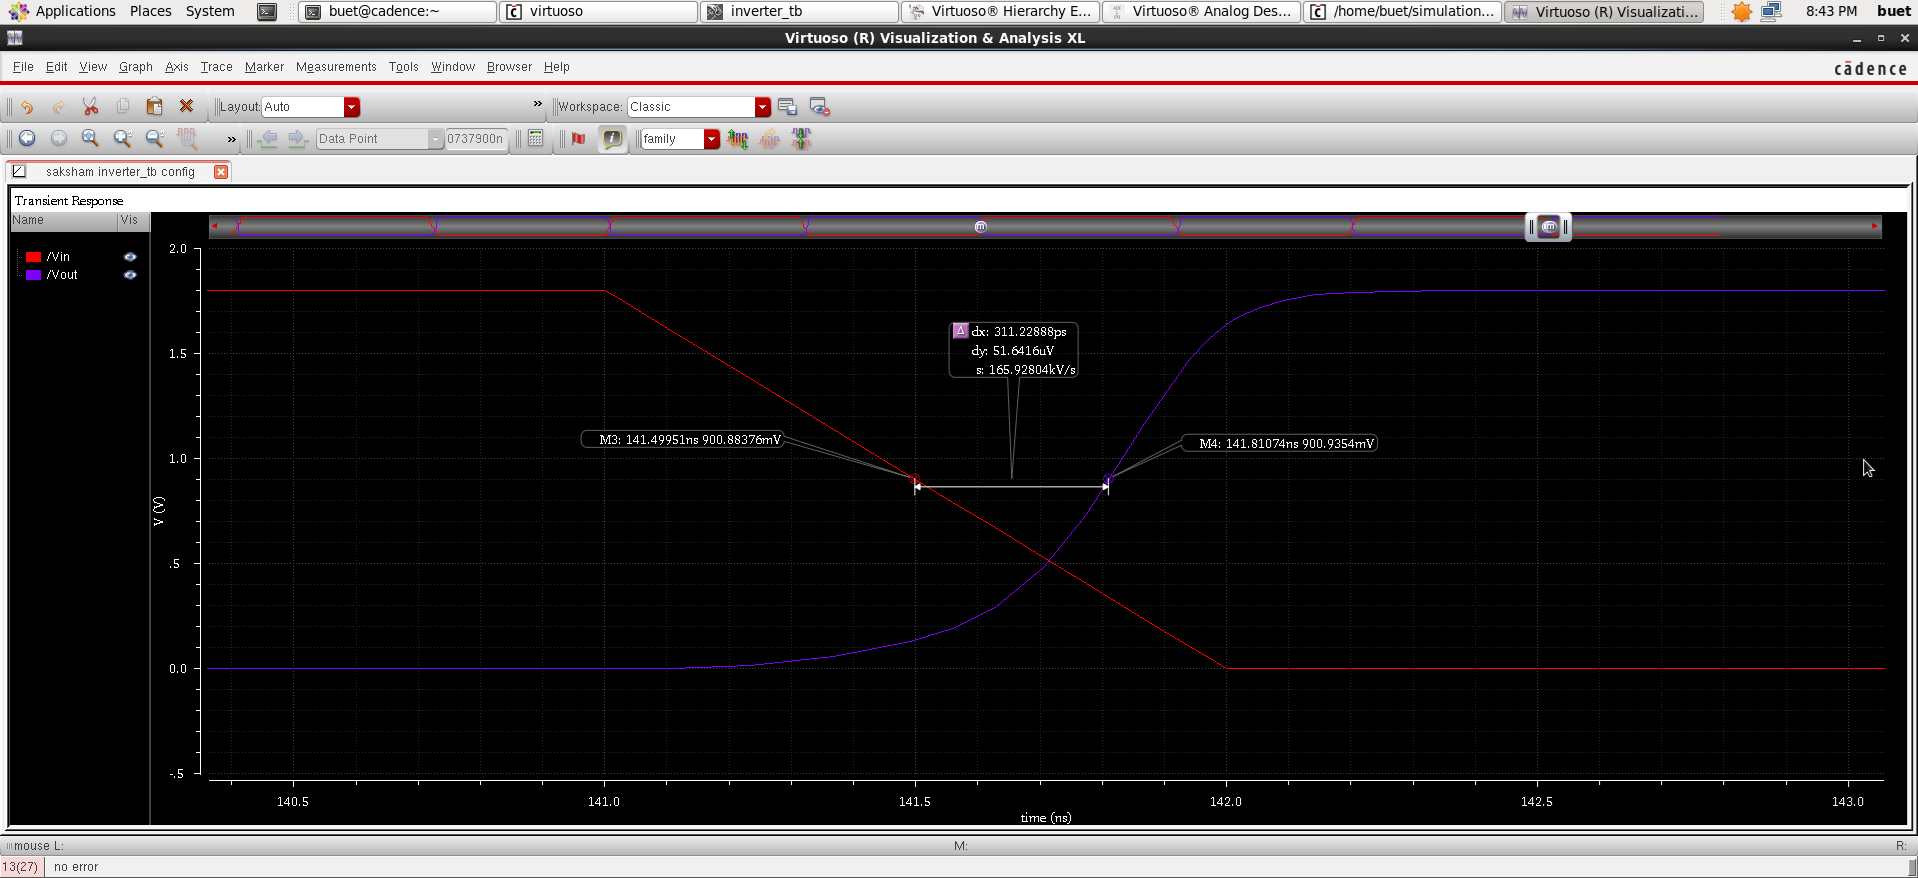 Applications Places System buet@cadence:~ virtuoso inverter_tb Virtuoso® Hierarchy E... Virtuoso® Analog Des... /home/buet/simulation... Virtuoso (R) Visualizati... 8:43 PM buet
Virtuoso (R) Visualization & Analysis XL
File Edit View Graph Axis Trace Marker Measurements Tools Window Browser Help
cādence
Layout: Auto » Workspace: Classic
» Data Point 0737900n family
saksham inverter_tb config
Transient Response
Name Vis
/Vin
/Vout
2.0
1.5
1.0
.5
0.0
-.5
V (V)
dx: 311.22888ps
dy: 51.6416uV
s: 165.92804kV/s
M3: 141.49951ns 900.88376mV
M4: 141.81074ns 900.9354mV
140.5 141.0 141.5 142.0 142.5 143.0
time (ns)
mouse L: M: R:
13(27) no error